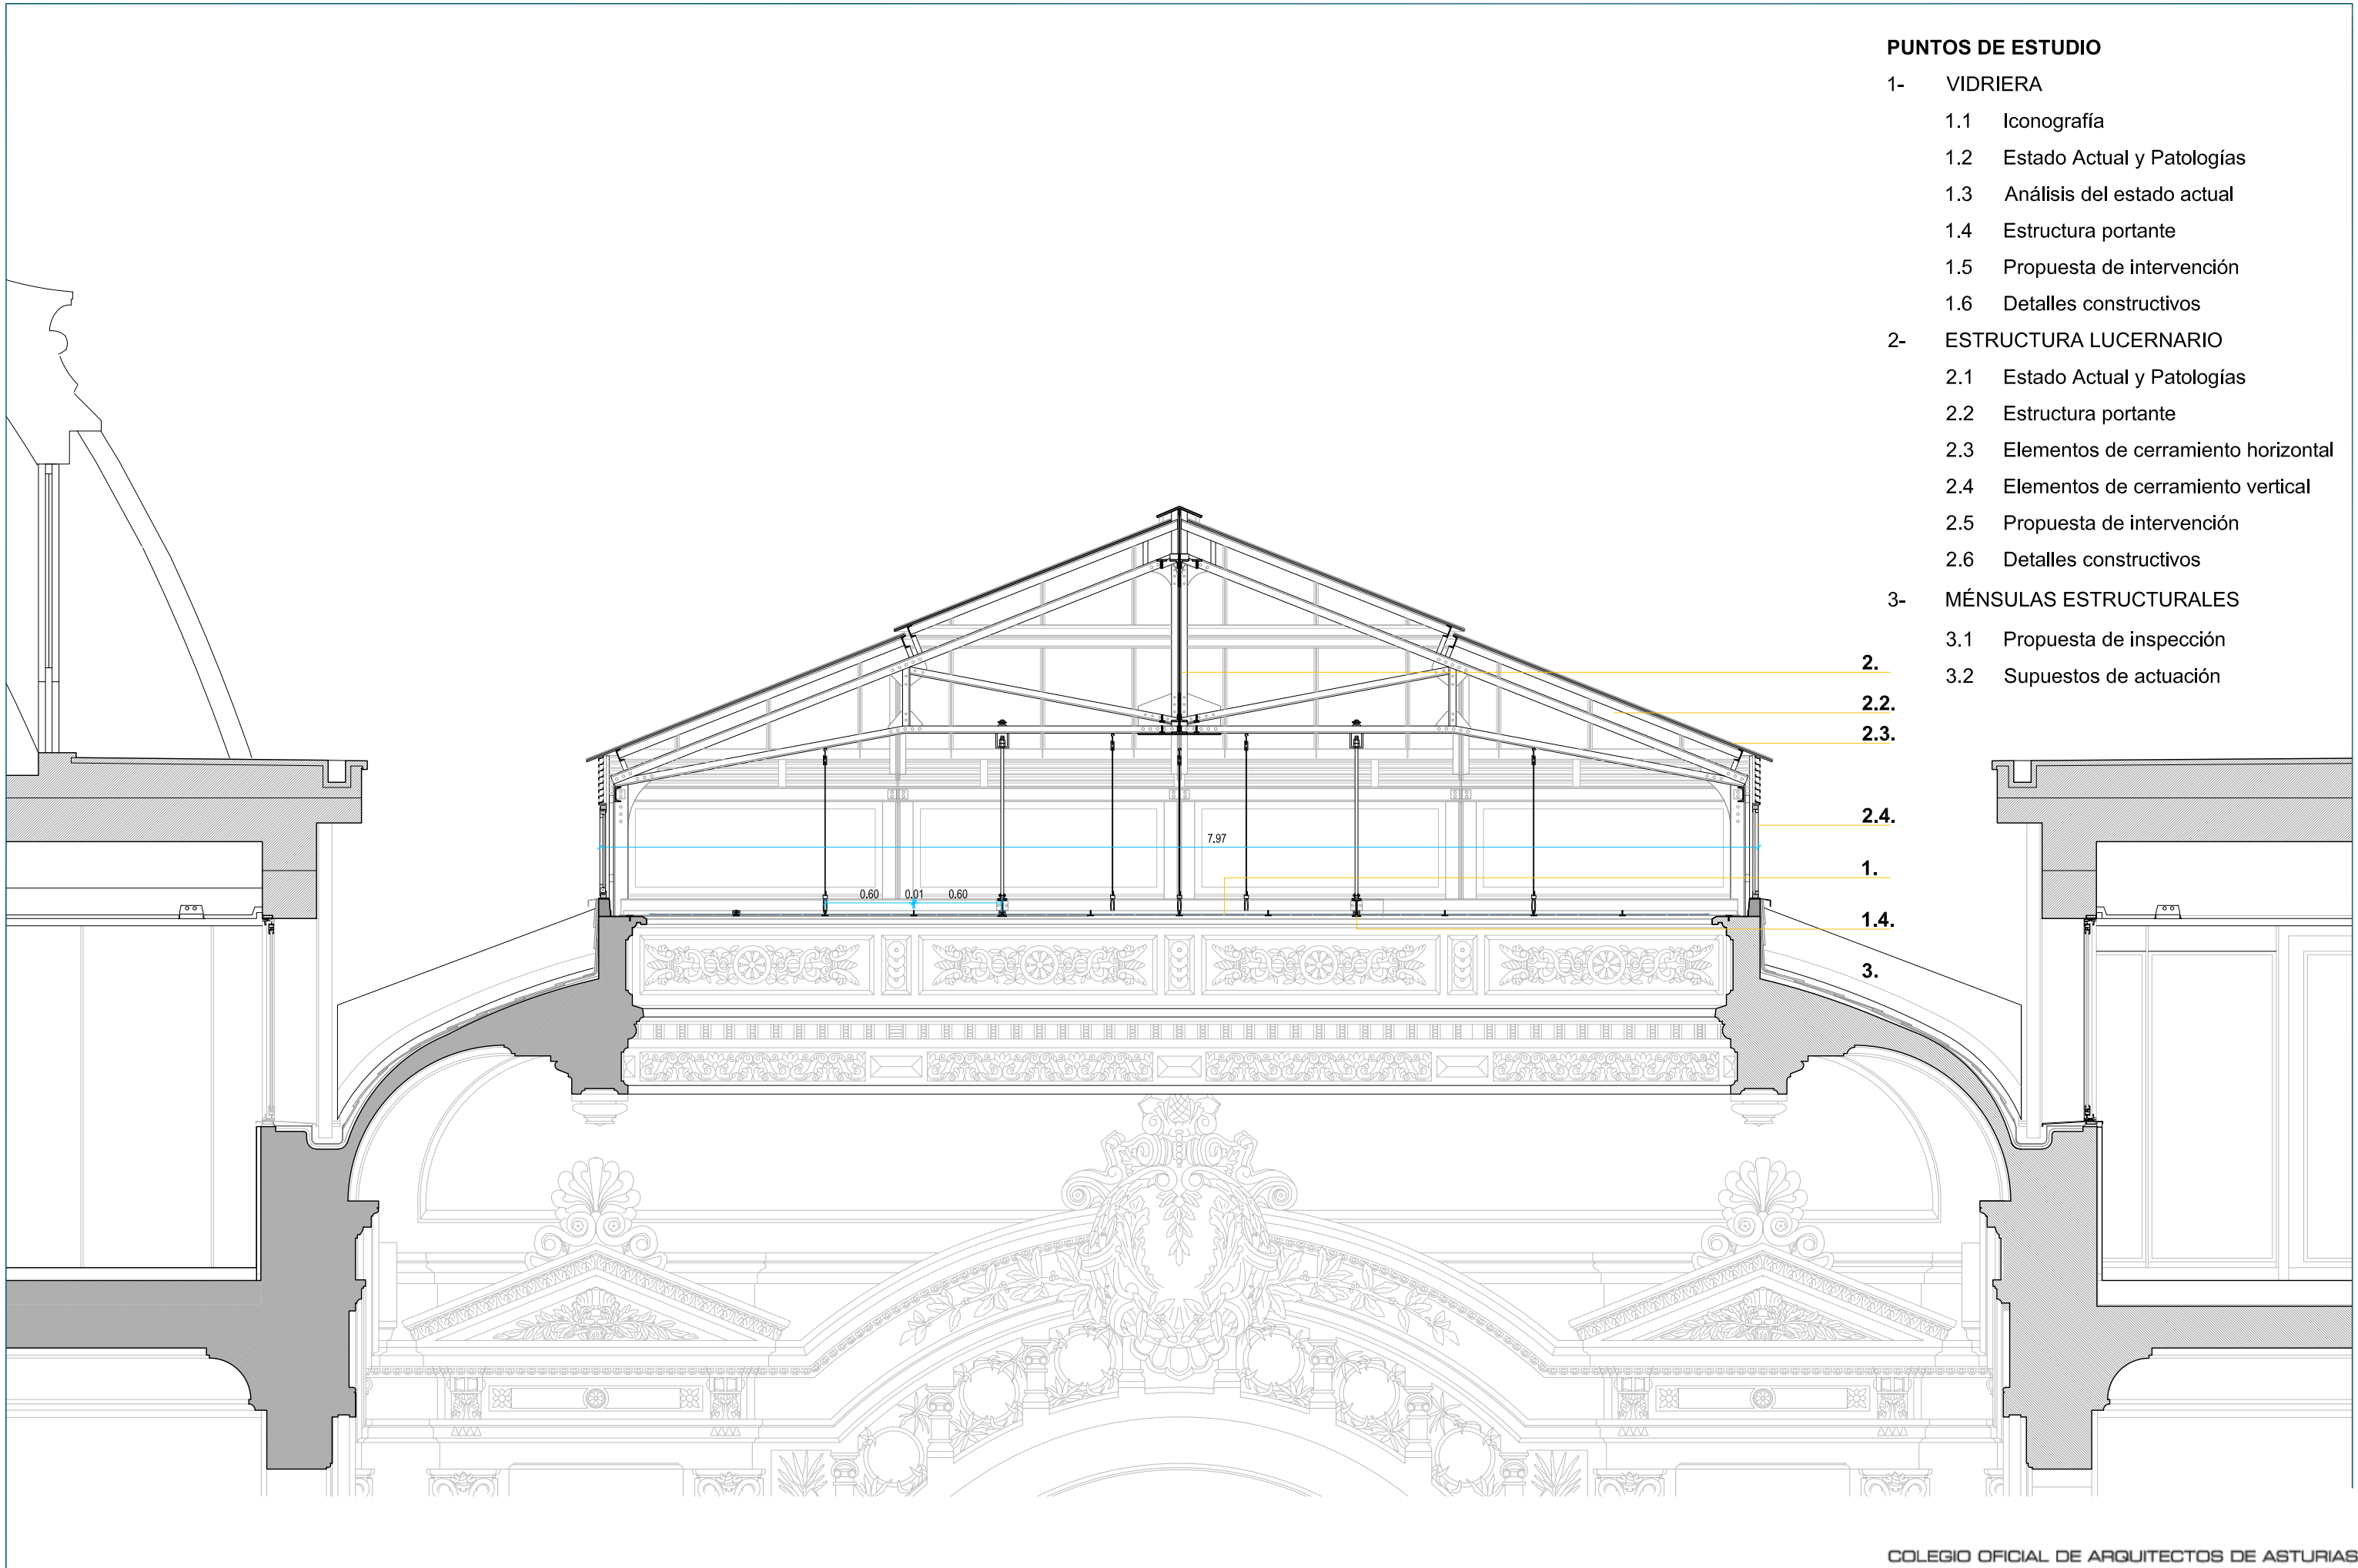 PUNTOS DE ESTUDIO
1- VIDRIERA
1.1 Iconografía
1.2 Estado Actual y Patologías
1.3 Análisis del estado actual
1.4 Estructura portante
1.5 Propuesta de intervención
1.6 Detalles constructivos
2- ESTRUCTURA LUCERNARIO
2.1 Estado Actual y Patologías
2.2 Estructura portante
2.3 Elementos de cerramiento horizontal
2.4 Elementos de cerramiento vertical
2.5 Propuesta de intervención
2.6 Detalles constructivos
3- MÉNSULAS ESTRUCTURALES
3.1 Propuesta de inspección
3.2 Supuestos de actuación
2.
2.2.
2.3.
2.4.
7.97
1.
0.60 0.01 0.60
1.4.
3.
COLEGIO OFICIAL DE ARQUITECTOS DE ASTURIAS